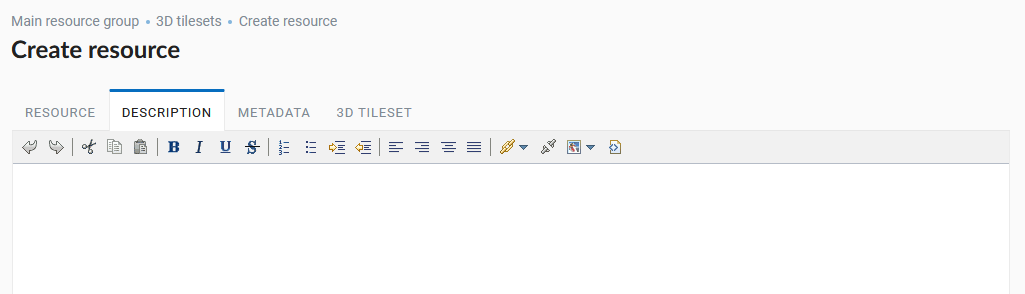 Main resource group • 3D tilesets • Create resource
Create resource
RESOURCE DESCRIPTION METADATA 3D TILESET
B I U S